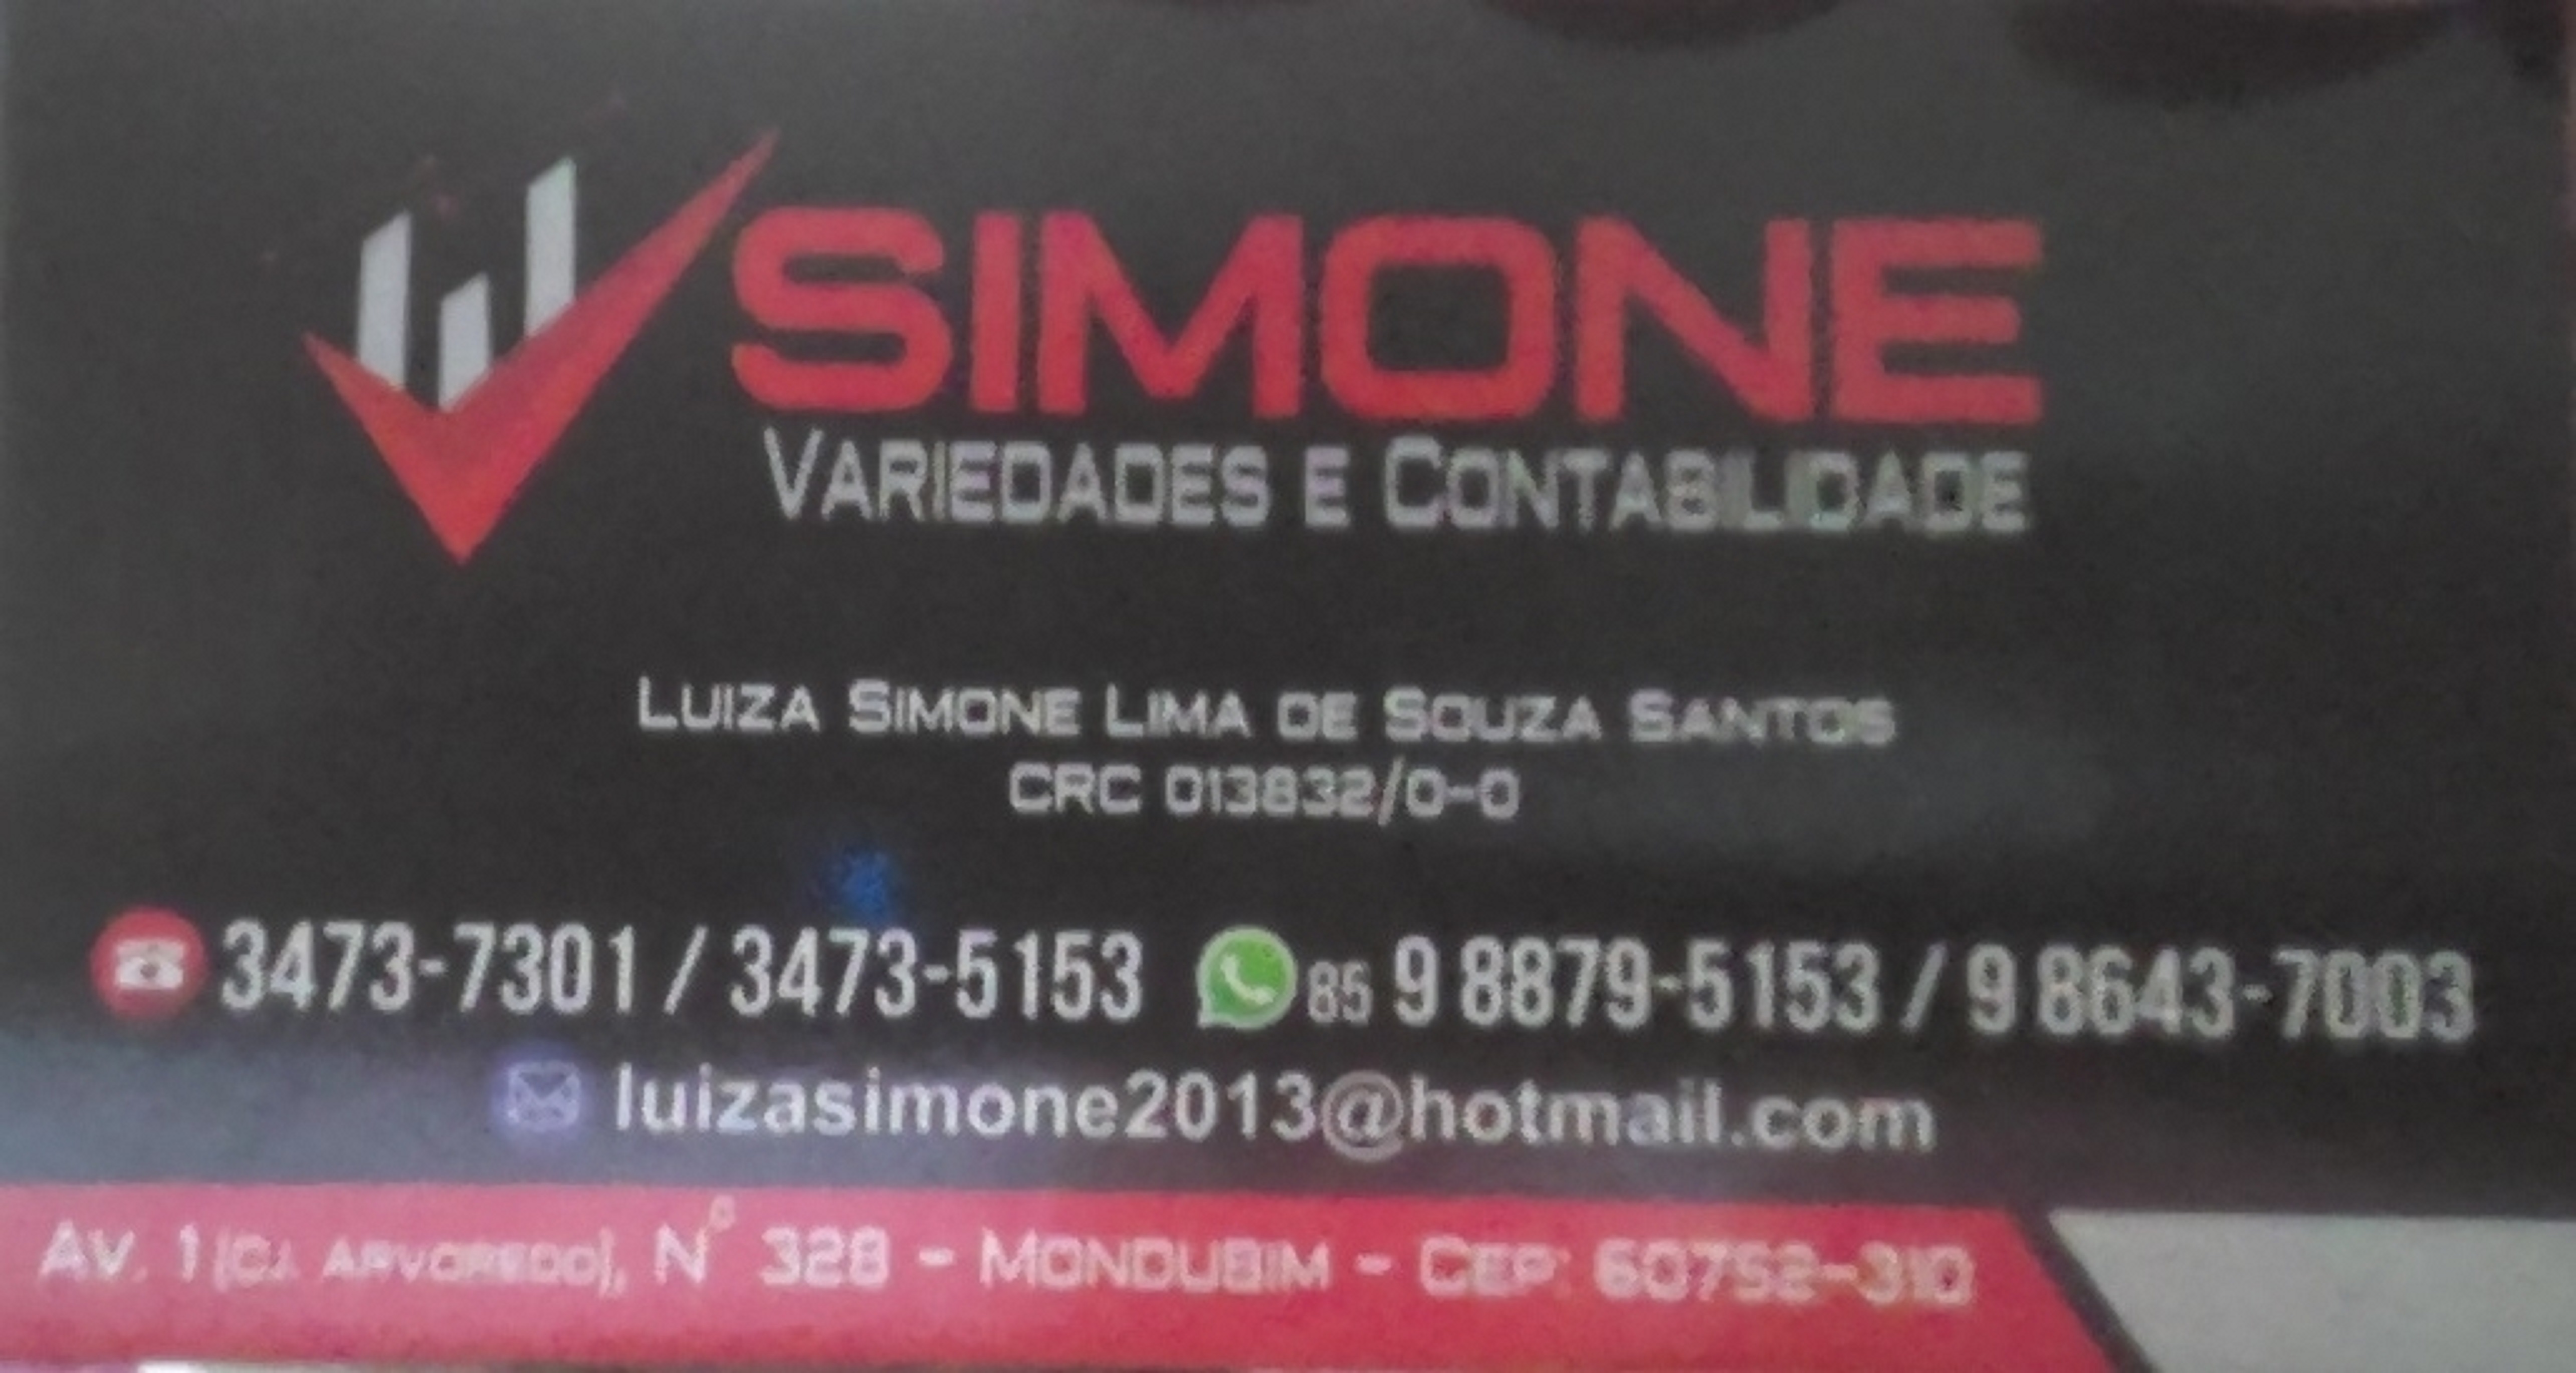 SIMONE
VARIEDADES E CONTABILIDADE
LUIZA SIMONE LIMA DE SOUZA SANTOS
CRC 013832/0-0
3473-7301 / 3473-5153 85 9 8879-5153 / 9 8643-7003
luizasimone2013@hotmail.com
AV. 1 (CJ. ARVOREDO), Nº 328 - MONDUBIM - CEP: 60752-310